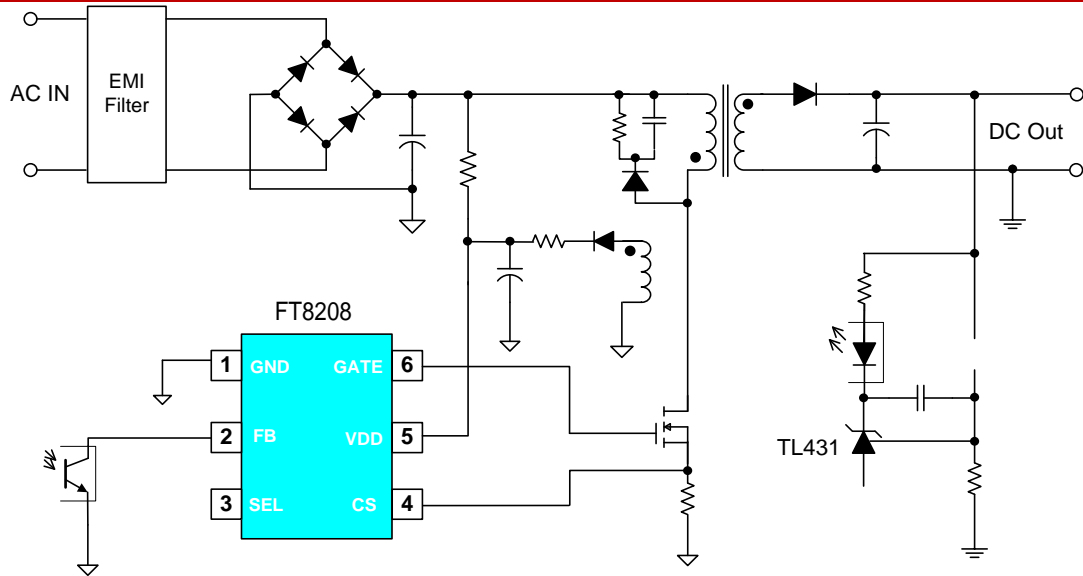 AC IN
EMI
Filter
DC Out
FT8208
1 GND GATE 6
2 FB VDD 5
3 SEL CS 4
TL431